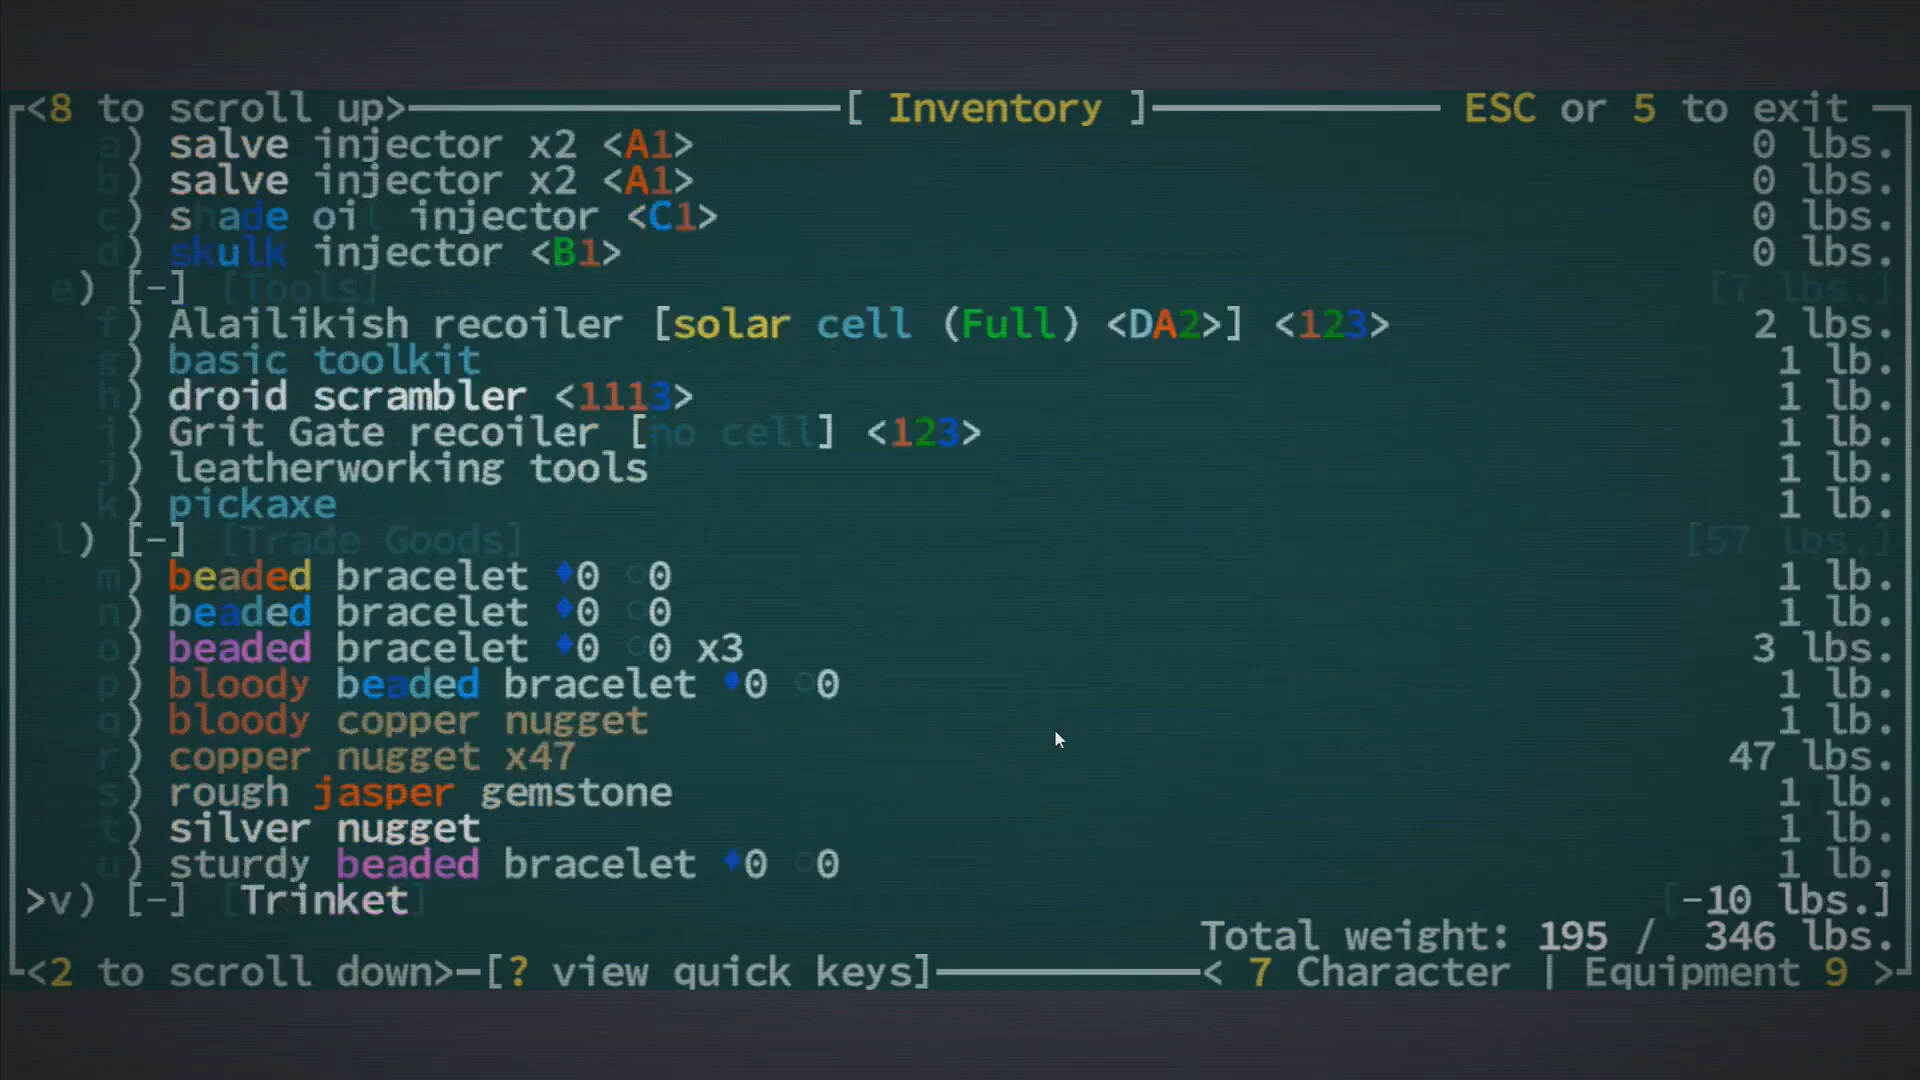 <8 to scroll up> [ Inventory ] ESC or 5 to exit
a) salve injector x2 <A1> 0 lbs.
b) salve injector x2 <A1> 0 lbs.
c) shade oil injector <C1> 0 lbs.
d) skulk injector <B1> 0 lbs.
e) [-] [Tools] [7 lbs.]
f) Alailikish recoiler [solar cell (Full) <DA2>] <123> 2 lbs.
g) basic toolkit 1 lb.
h) droid scrambler <1113> 1 lb.
i) Grit Gate recoiler [no cell] <123> 1 lb.
j) leatherworking tools 1 lb.
k) pickaxe 1 lb.
l) [-] [Trade Goods] [57 lbs.]
m) beaded bracelet ♦0 ○0 1 lb.
n) beaded bracelet ♦0 ○0 1 lb.
o) beaded bracelet ♦0 ○0 x3 3 lbs.
p) bloody beaded bracelet ♦0 ○0 1 lb.
q) bloody copper nugget 1 lb.
r) copper nugget x47 47 lbs.
s) rough jasper gemstone 1 lb.
t) silver nugget 1 lb.
u) sturdy beaded bracelet ♦0 ○0 1 lb.
>v) [-] [Trinket] [-10 lbs.]
Total weight: 195 / 346 lbs.
<2 to scroll down> [? view quick keys] < 7 Character | Equipment 9 >